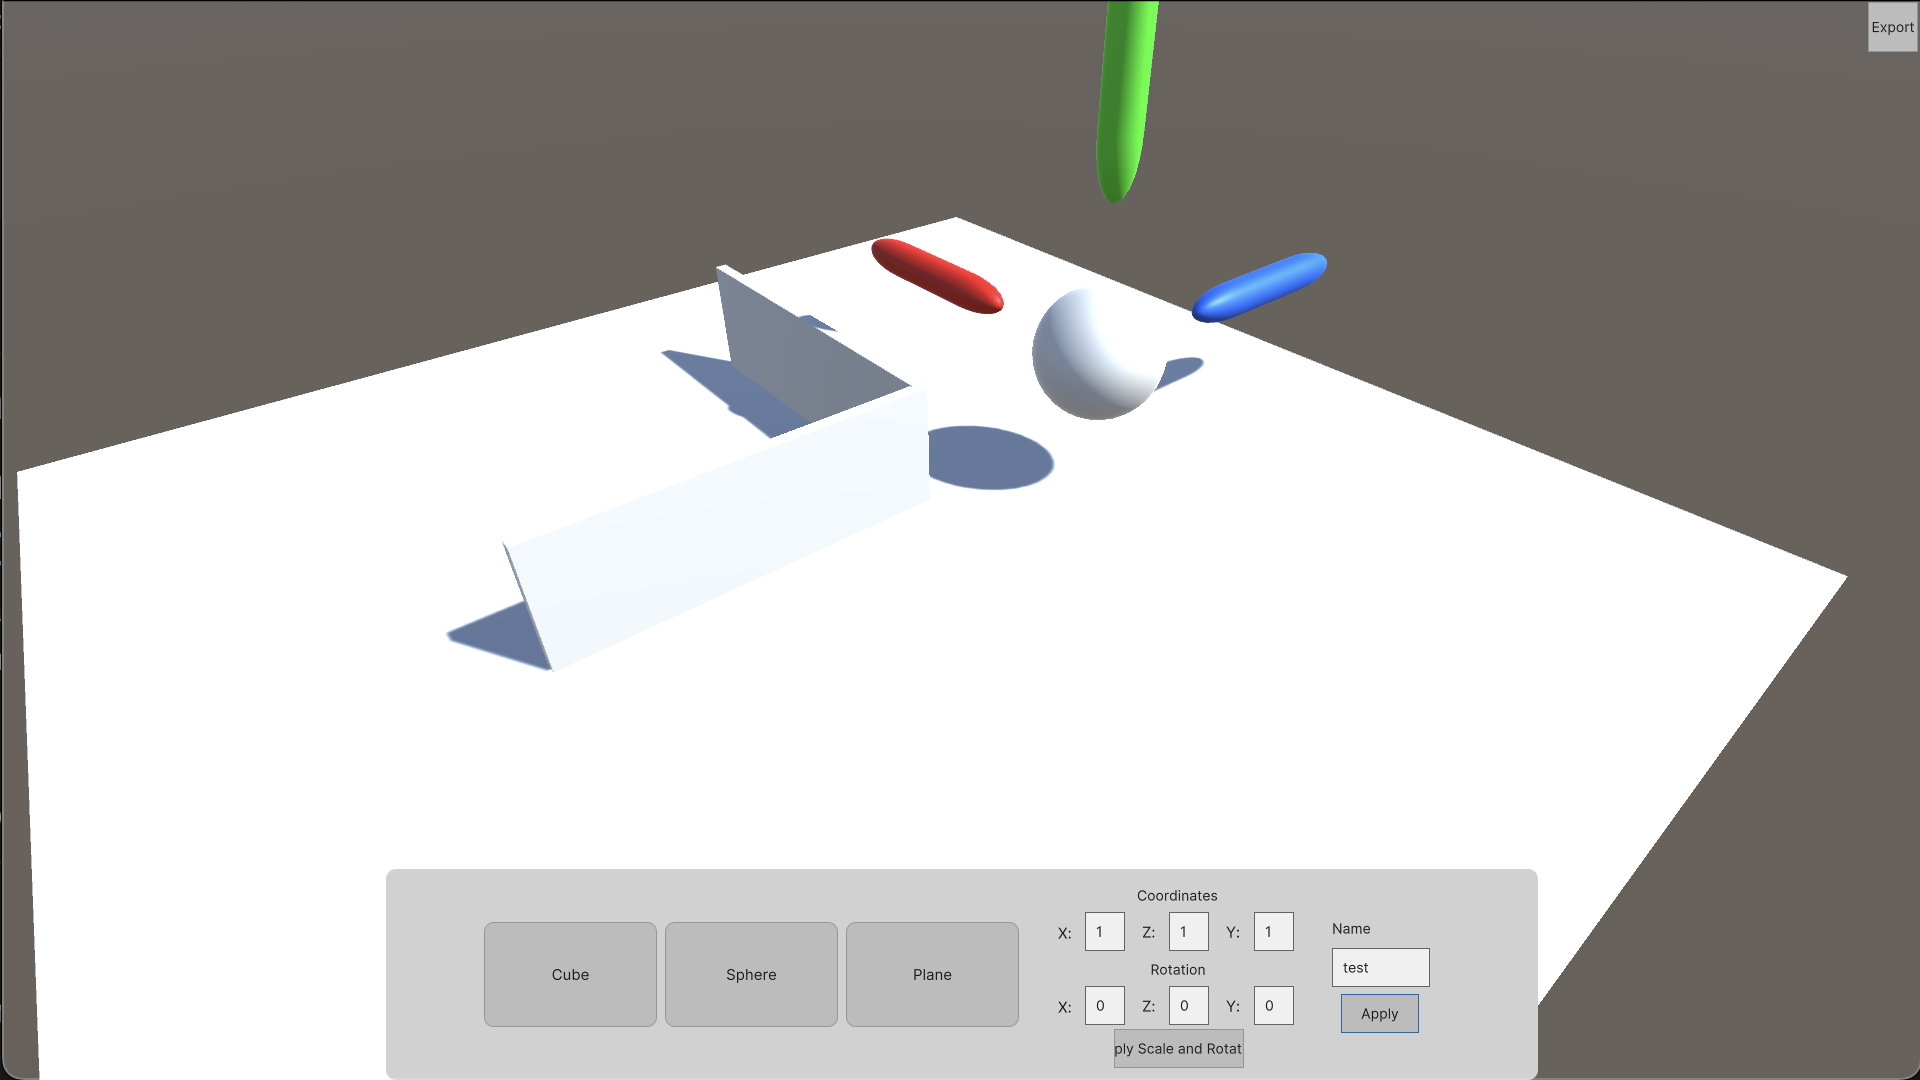 Export
Cube
Sphere
Plane
Coordinates
X: 1 Z: 1 Y: 1
Rotation
X: 0 Z: 0 Y: 0
ply Scale and Rotat
Name
test
Apply